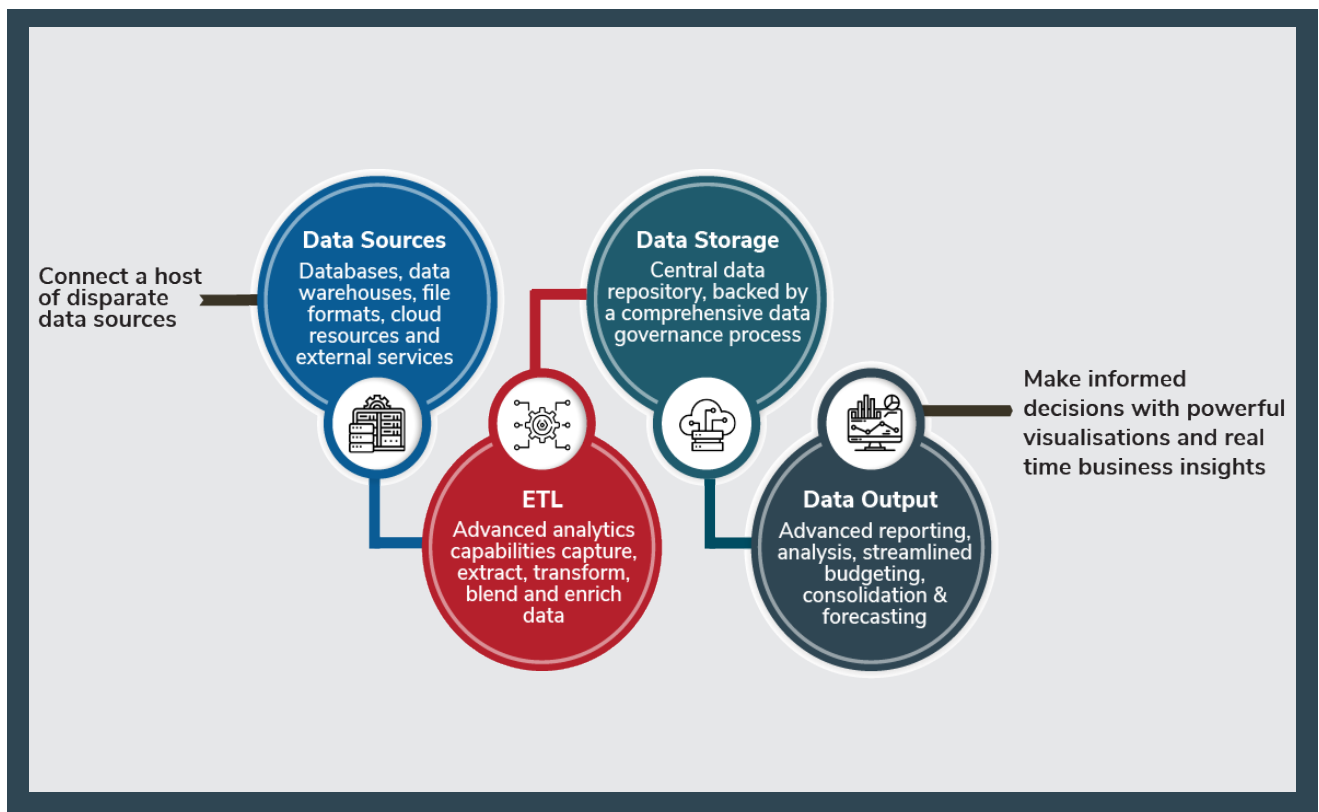 Connect a host
of disparate
data sources
Data Sources
Databases, data
warehouses, file
formats, cloud
resources and
external services
ETL
Advanced analytics
capabilities capture,
extract, transform,
blend and enrich
data
Data Storage
Central data
repository, backed by
a comprehensive data
governance process
Data Output
Advanced reporting,
analysis, streamlined
budgeting,
consolidation &
forecasting
Make informed
decisions with powerful
visualisations and real
time business insights